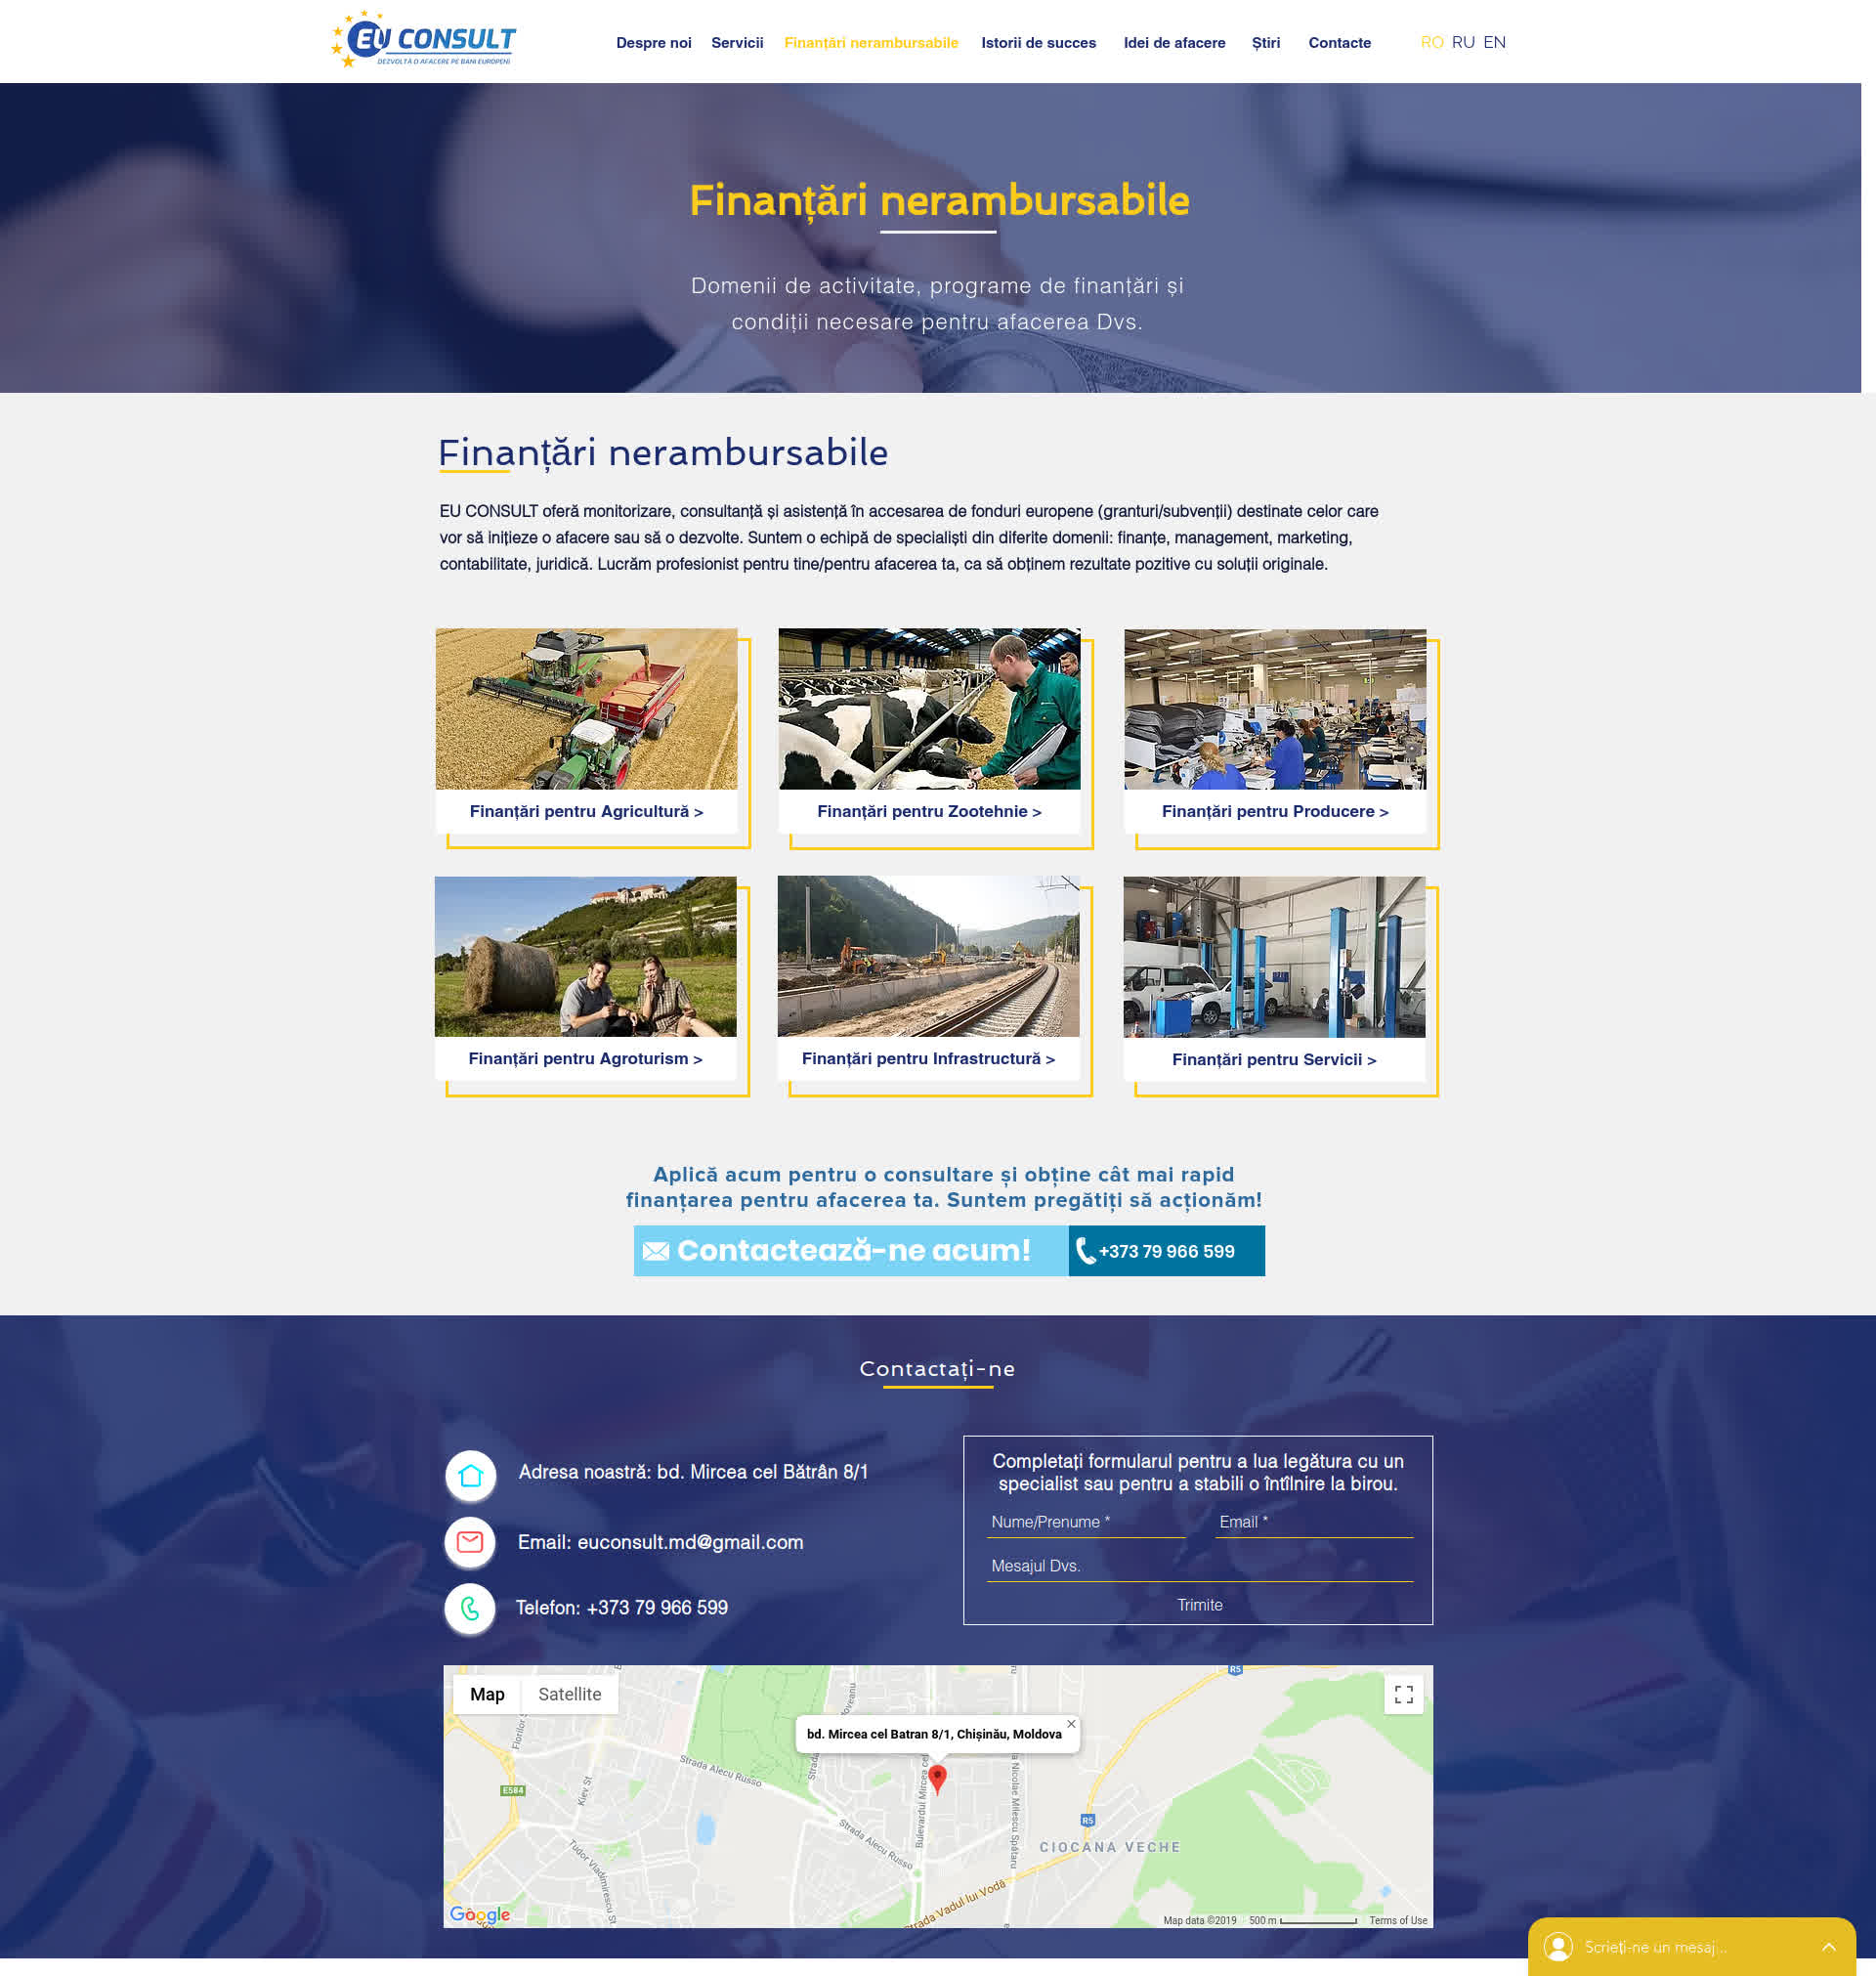 EU CONSULT
DEZVOLTĂ O AFACERE PE BANI EUROPENI
Despre noi
Servicii
Finanțări nerambursabile
Istorii de succes
Idei de afacere
Știri
Contacte
RO RU EN
Finanțări nerambursabile
Domenii de activitate, programe de finanțări și
condiții necesare pentru afacerea Dvs.
Finanțări nerambursabile
EU CONSULT oferă monitorizare, consultanță și asistență în accesarea de fonduri europene (granturi/subvenții) destinate celor care
vor să inițieze o afacere sau să o dezvolte. Suntem o echipă de specialiști din diferite domenii: finanțe, management, marketing,
contabilitate, juridică. Lucrăm profesionist pentru tine/pentru afacerea ta, ca să obținem rezultate pozitive cu soluții originale.
Finanțări pentru Agricultură >
Finanțări pentru Zootehnie >
Finanțări pentru Producere >
Finanțări pentru Agroturism >
Finanțări pentru Infrastructură >
Finanțări pentru Servicii >
Aplică acum pentru o consultare și obține cât mai rapid
finanțarea pentru afacerea ta. Suntem pregătiți să acționăm!
Contactează-ne acum!
+373 79 966 599
Contactați-ne
Adresa noastră: bd. Mircea cel Bătrân 8/1
Email: euconsult.md@gmail.com
Telefon: +373 79 966 599
Completați formularul pentru a lua legătura cu un
specialist sau pentru a stabili o întîlnire la birou.
Nume/Prenume *
Email *
Mesajul Dvs.
Trimite
Map
Satellite
R5
bd. Mircea cel Batran 8/1, Chișinău, Moldova
Florilor S
Strada Alecu Russo
E584
Kiev St
Bulevardul Mircea cel
Nicolae Milescu Spătaru
R5
Strada Alecu Russo
CIOCANA VECHE
Tudor Vladimirescu St
Strada Vadul lui Vodă
Google
Map data ©2019
500 m
Terms of Use
Scrieți-ne un mesaj...